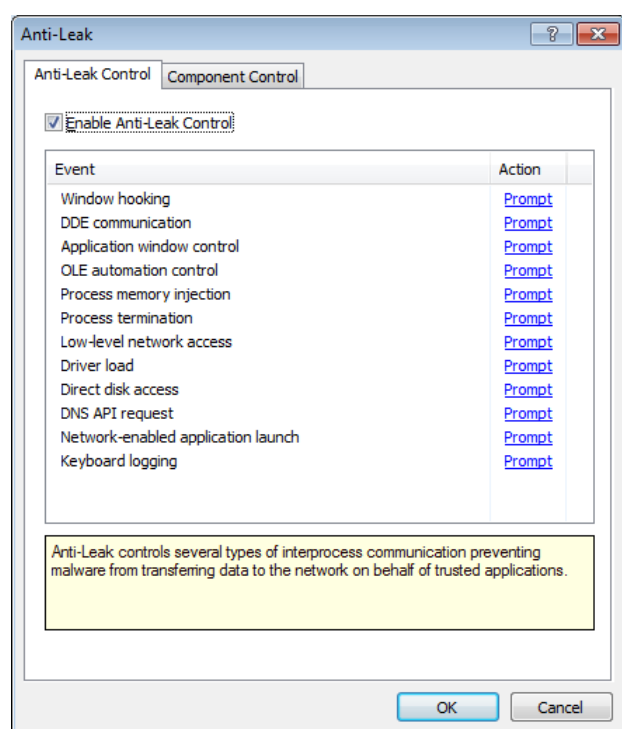 Anti-Leak
Anti-Leak Control Component Control
Enable Anti-Leak Control
Event Action
Window hooking Prompt
DDE communication Prompt
Application window control Prompt
OLE automation control Prompt
Process memory injection Prompt
Process termination Prompt
Low-level network access Prompt
Driver load Prompt
Direct disk access Prompt
DNS API request Prompt
Network-enabled application launch Prompt
Keyboard logging Prompt
Anti-Leak controls several types of interprocess communication preventing
malware from transferring data to the network on behalf of trusted applications.
OK Cancel